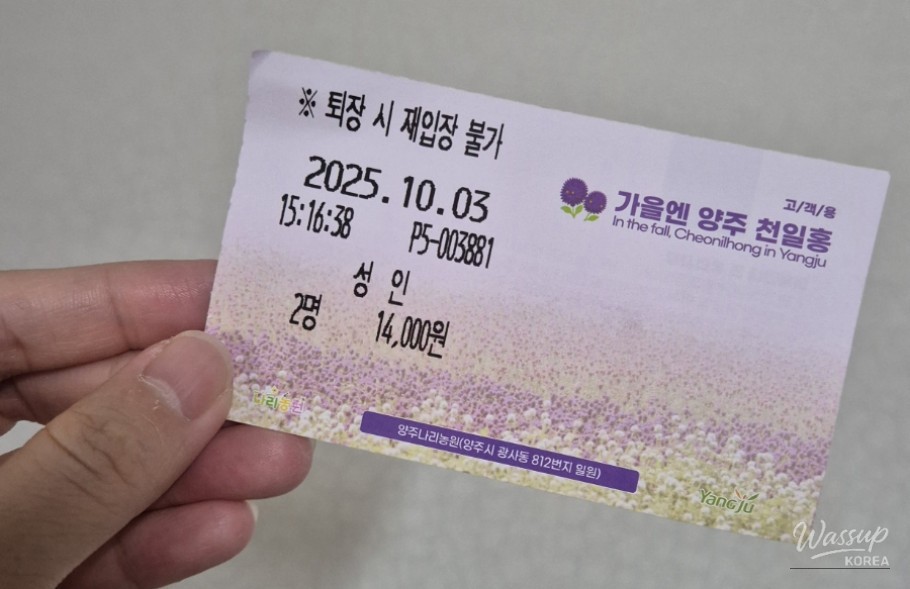 ※ 퇴장 시 재입장 불가
2025.10.03
15:16:38 P5-003881
성 인
2명 14,000원
고/객/용
가을엔 양주 천일홍
In the fall, Cheonilhong in Yangju
나리농원
양주나리농원(양주시 광사동 812번지 일원)
Yangju
Wassup
KOREA